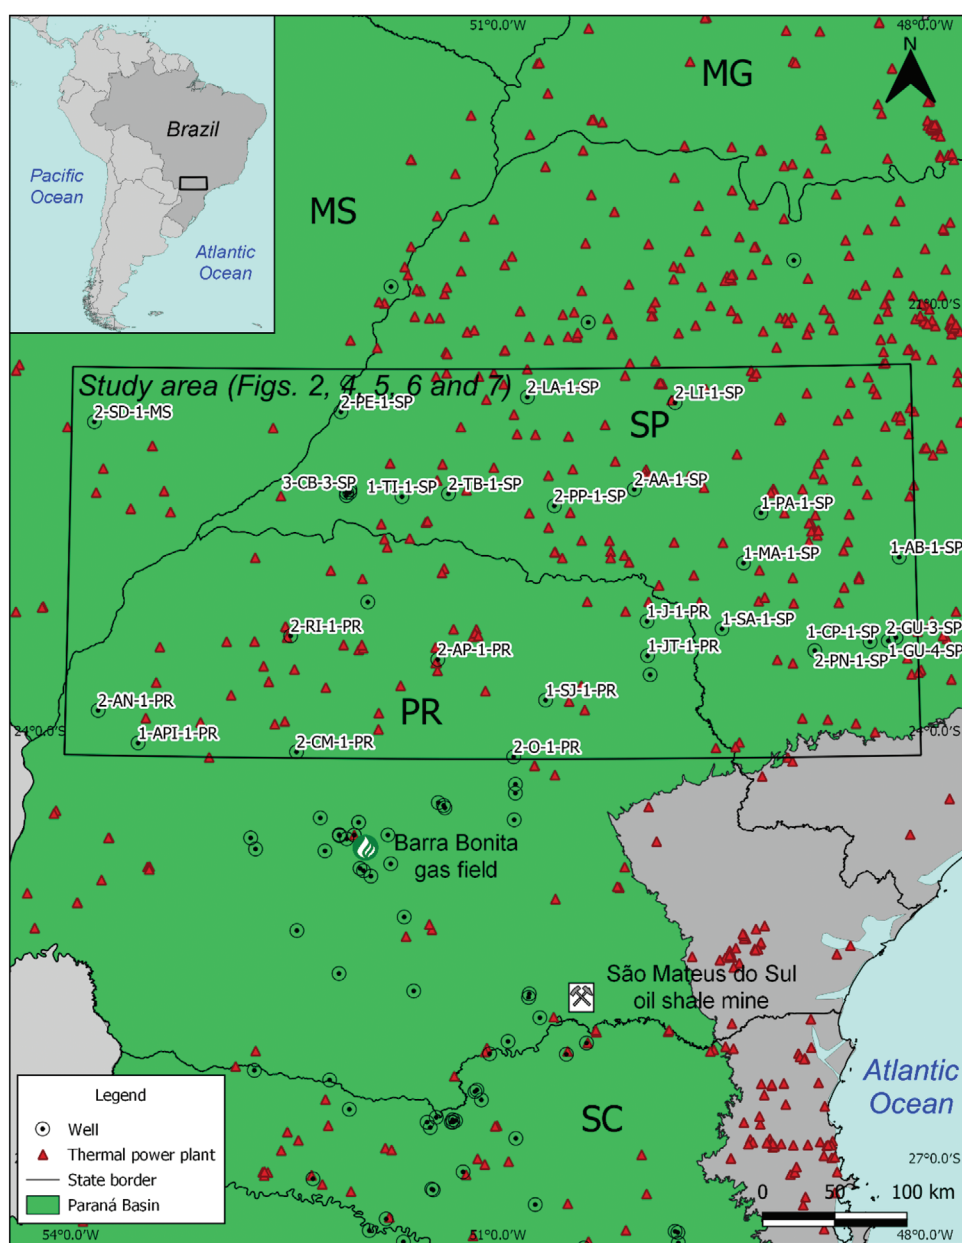 51°0.0'W
48°0.0'W
N
MG
Brazil
Pacific
Ocean
MS
Atlantic
Ocean
21°0.0'S
Study area (Figs. 2, 4, 5, 6 and 7)
2-LA-1-SP
2-LI-1-SP
2-PE-1-SP
2-SD-1-MS
SP
3-CB-3-SP
1-TI-1-SP
2-TB-1-SP
2-AA-1-SP
2-PP-1-SP
1-PA-1-SP
1-MA-1-SP
1-AB-1-SP
1-J-1-PR
2-RI-1-PR
1-SA-1-SP
1-CP-1-SP
2-GU-3-SP
2-AP-1-PR
1-JT-1-PR
2-PN-1-SP
1-GU-4-SP
2-AN-1-PR
1-SJ-1-PR
PR
1-API-1-PR
2-CM-1-PR
2-O-1-PR
24°0.0'S
24°0.0'S
Barra Bonita
gas field
São Mateus do Sul
oil shale mine
Atlantic
Ocean
SC
Legend
Well
Thermal power plant
State border
Paraná Basin
27°0.0'S
0 50 100 km
54°0.0'W
51°0.0'W
48°0.0'W